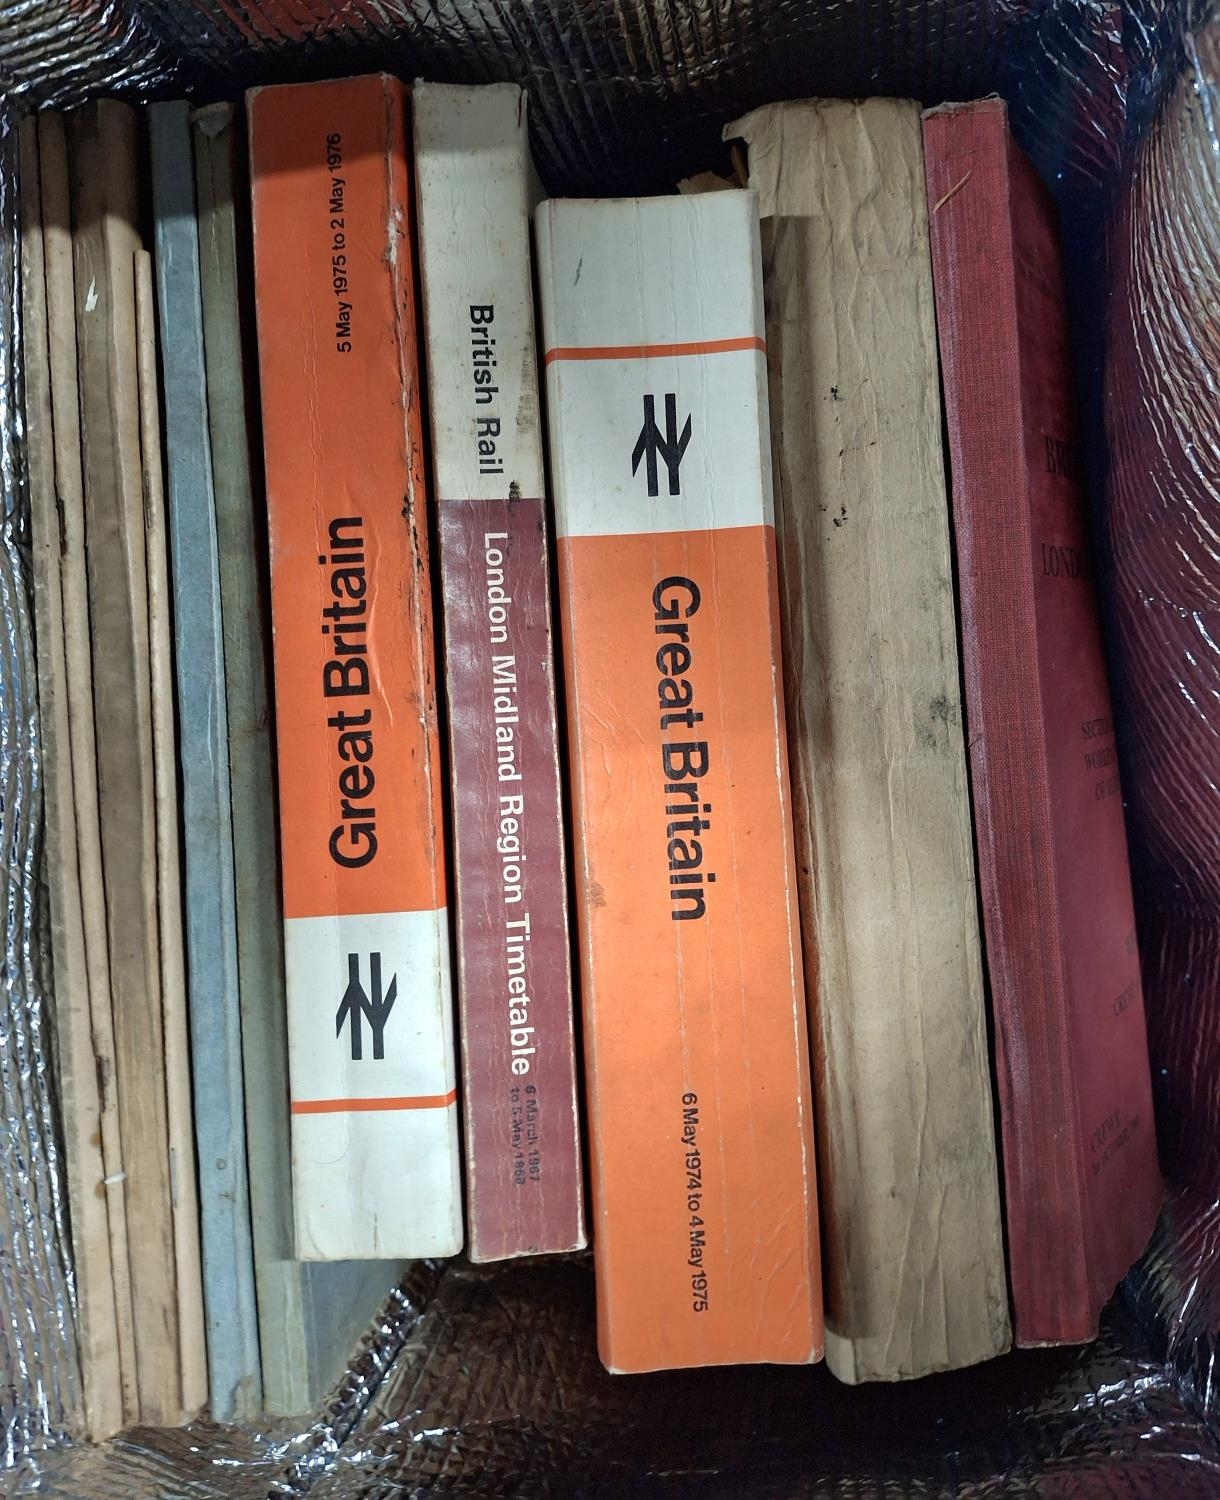 5 May 1975 to 2 May 1976
Great Britain
British Rail
London Midland Region Timetable
6 March 1967
to 5 May 1968
Great Britain
6 May 1974 to 4 May 1975